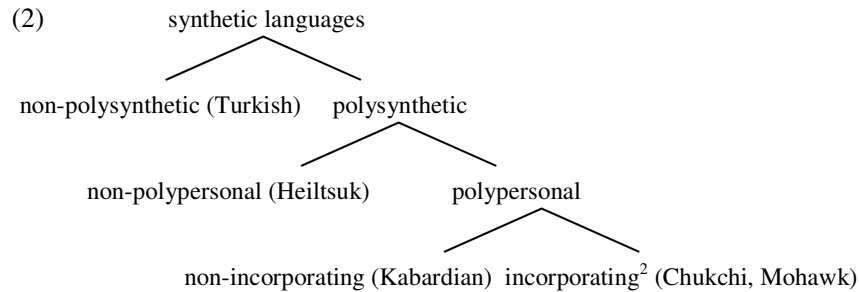 (2) synthetic languages
non-polysynthetic (Turkish) polysynthetic
non-polypersonal (Heiltsuk) polypersonal
non-incorporating (Kabardian) incorporating² (Chukchi, Mohawk)